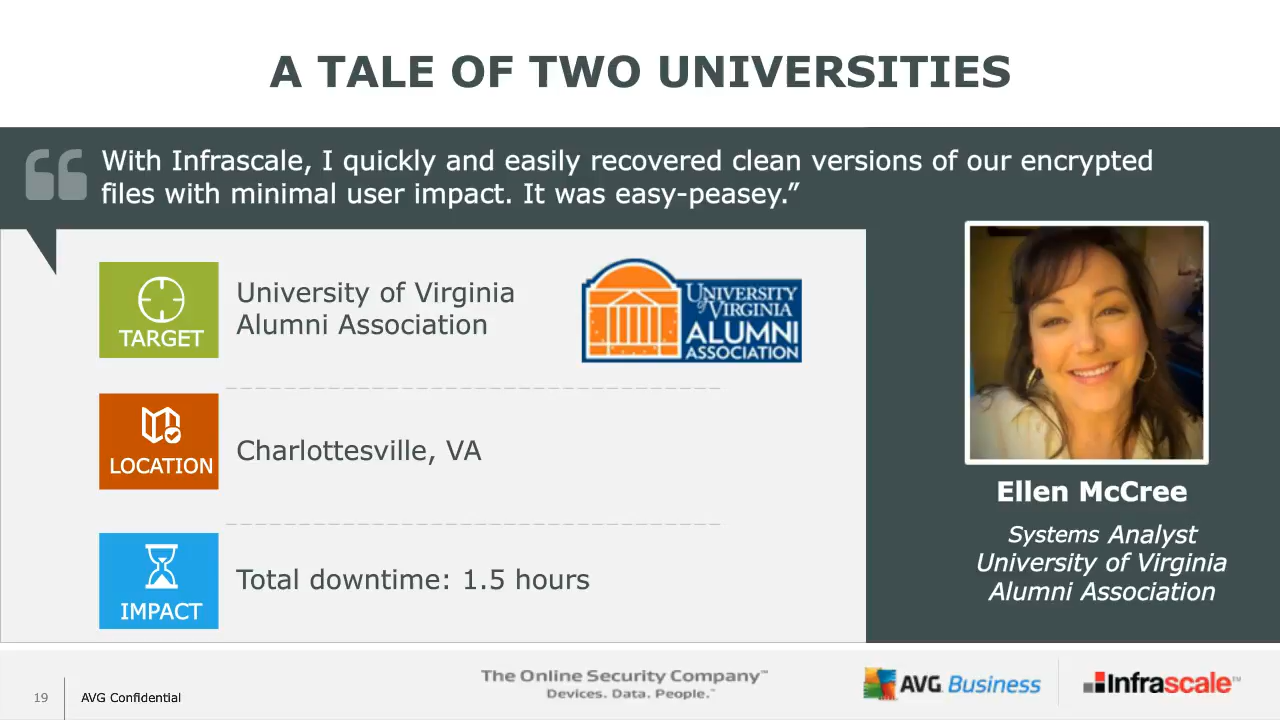 A TALE OF TWO UNIVERSITIES
With Infrascale, I quickly and easily recovered clean versions of our encrypted
files with minimal user impact. It was easy-peasey.”
TARGET
University of Virginia
Alumni Association
UNIVERSITY
of VIRGINIA
ALUMNI
ASSOCIATION
LOCATION
Charlottesville, VA
IMPACT
Total downtime: 1.5 hours
Ellen McCree
Systems Analyst
University of Virginia
Alumni Association
19
AVG Confidential
The Online Security Company™
Devices. Data. People.™
AVG Business
Infrascale™